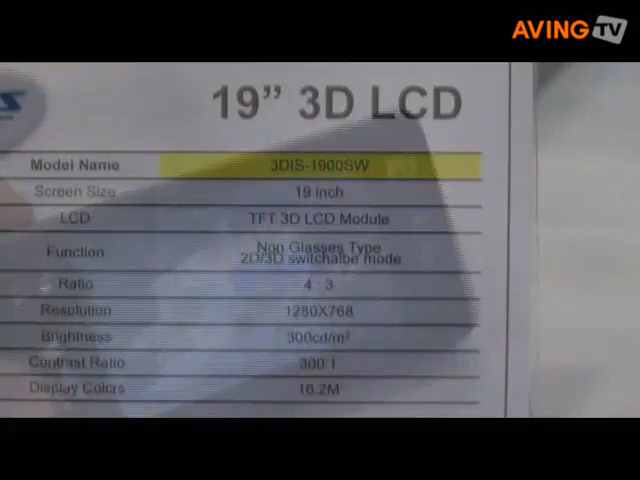 AVING TV
19” 3D LCD
Model Name 3DIS-1900SW
Screen Size 19 inch
LCD TFT 3D LCD Module
Function Non Glasses Type
2D/3D switchalbe mode
Ratio 4 : 3
Resolution 1280X768
Brightness 300cd/m²
Contrast Ratio 300:1
Display Colors 16.2M